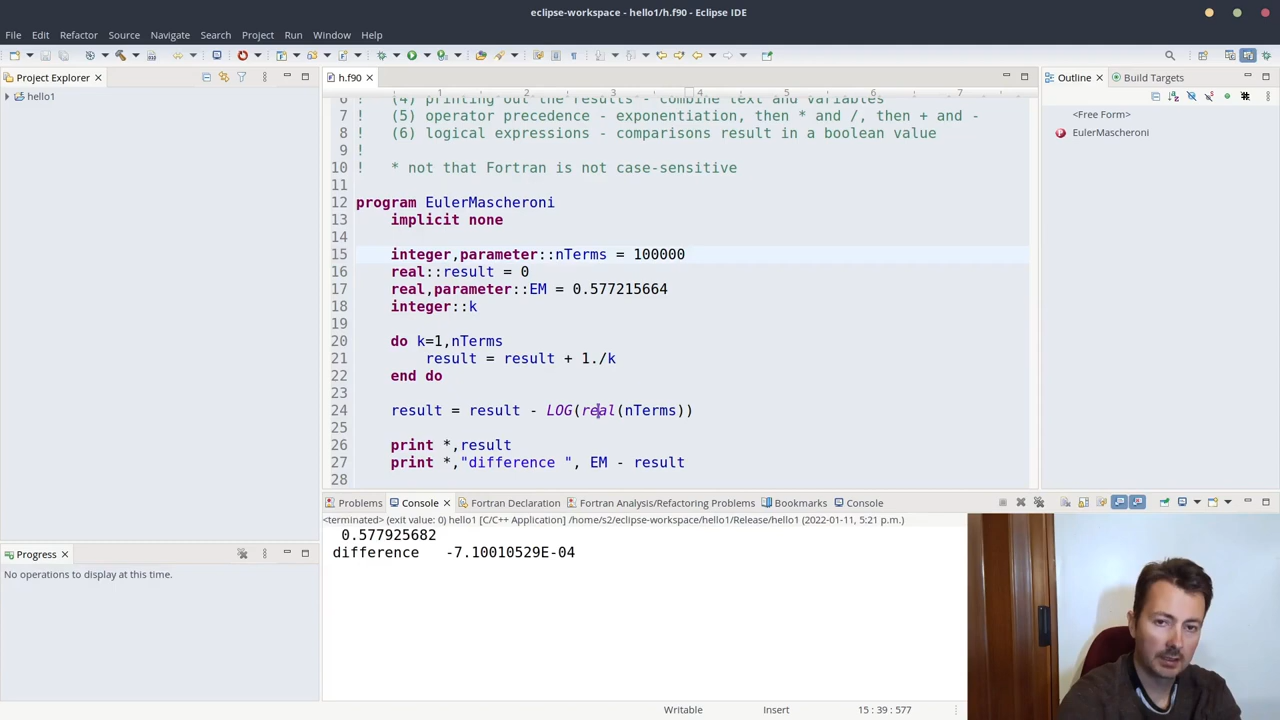 eclipse-workspace - hello1/h.f90 - Eclipse IDE
File Edit Refactor Source Navigate Search Project Run Window Help
Project Explorer
hello1
h.f90
1 2 3 4 5 6 7
6 ! (4) printing out the results - combine text and variables
7 ! (5) operator precedence - exponentiation, then * and /, then + and -
8 ! (6) logical expressions - comparisons result in a boolean value
9 !
10 ! * not that Fortran is not case-sensitive
11
12 program EulerMascheroni
13 implicit none
14
15 integer,parameter::nTerms = 100000
16 real::result = 0
17 real,parameter::EM = 0.577215664
18 integer::k
19
20 do k=1,nTerms
21 result = result + 1./k
22 end do
23
24 result = result - LOG(real(nTerms))
25
26 print *,result
27 print *,"difference ", EM - result
28
Outline Build Targets
<Free Form>
EulerMascheroni
Progress
No operations to display at this time.
Problems Console Fortran Declaration Fortran Analysis/Refactoring Problems Bookmarks Console
<terminated> (exit value: 0) hello1 [C/C++ Application] /home/s2/eclipse-workspace/hello1/Release/hello1 (2022-01-11, 5:21 p.m.)
0.577925682
difference -7.10010529E-04
Writable Insert 15 : 39 : 577